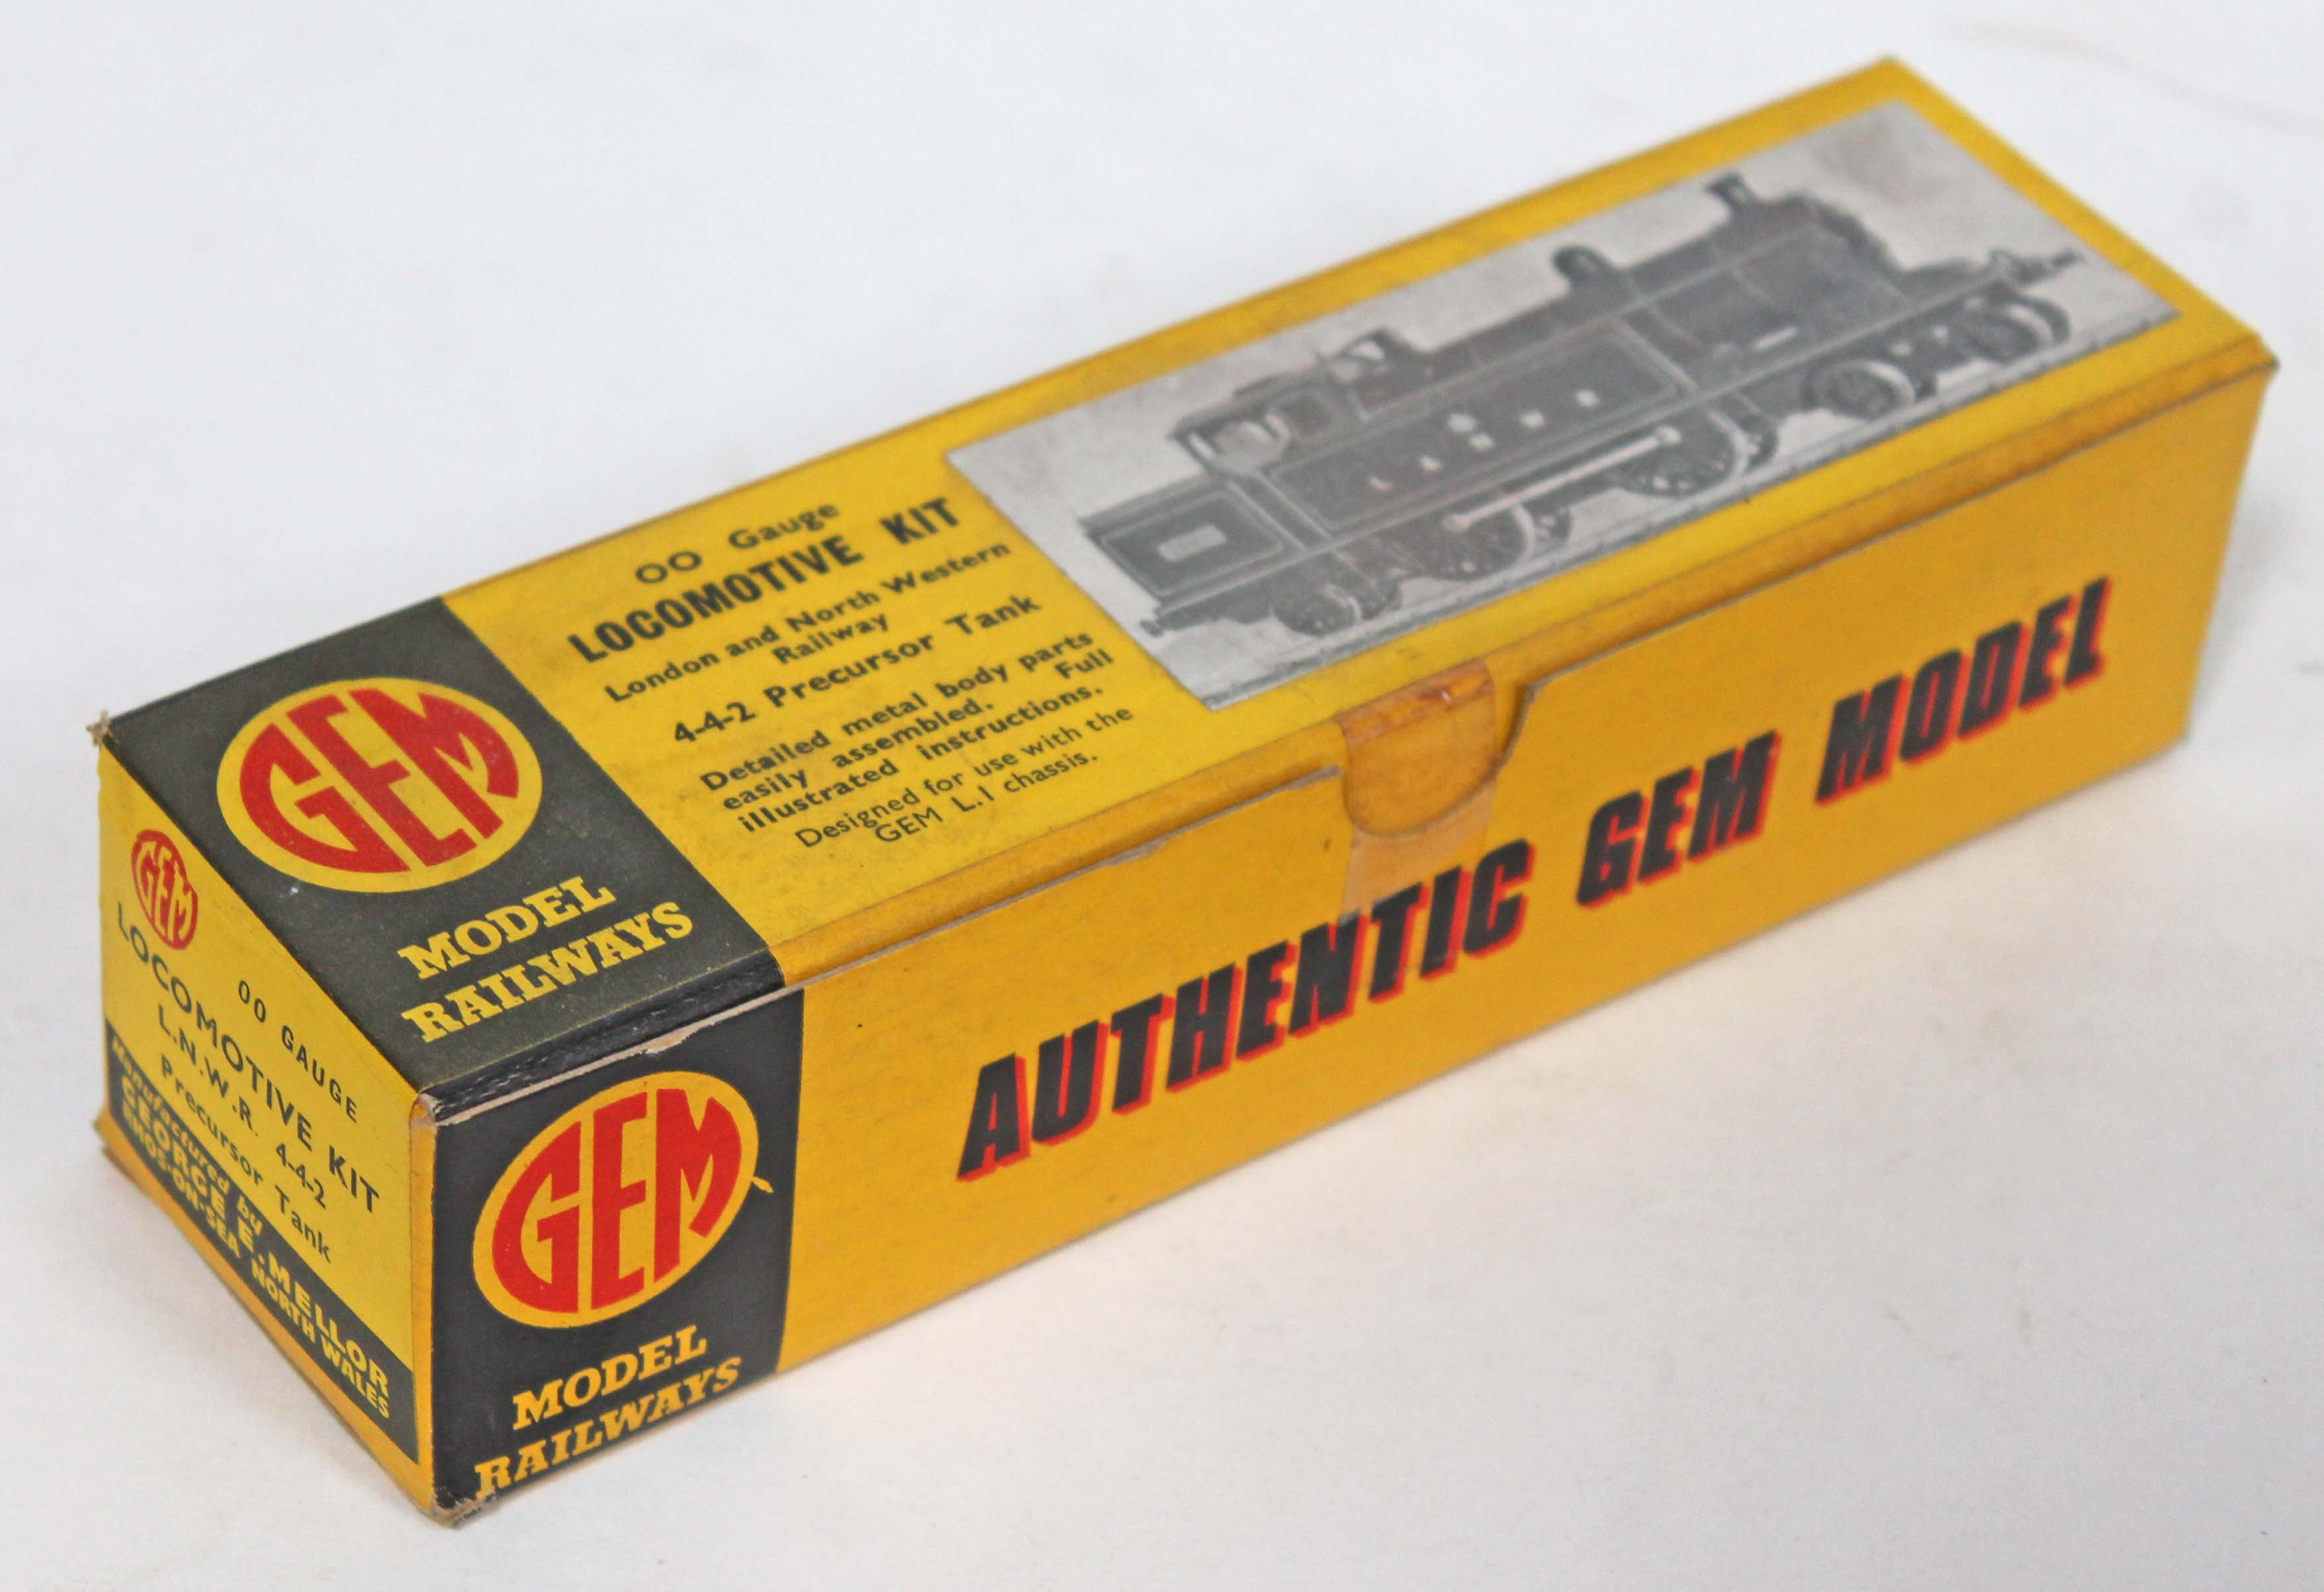 GEM
MODEL
RAILWAYS
OO Gauge
LOCOMOTIVE KIT
London and North Western
Railway
4-4-2 Precursor Tank
Detailed metal body parts
easily assembled. Full
illustrated instructions.
Designed for use with the
GEM L.1 chassis.
L N W R
GEM
OO GAUGE
LOCOMOTIVE KIT
L.N.W.R. 4-4-2
Precursor Tank
Manufactured by
GEORGE E. MELLOR
RHOS-ON-SEA NORTH WALES
GEM
MODEL
RAILWAYS
AUTHENTIC GEM MODEL